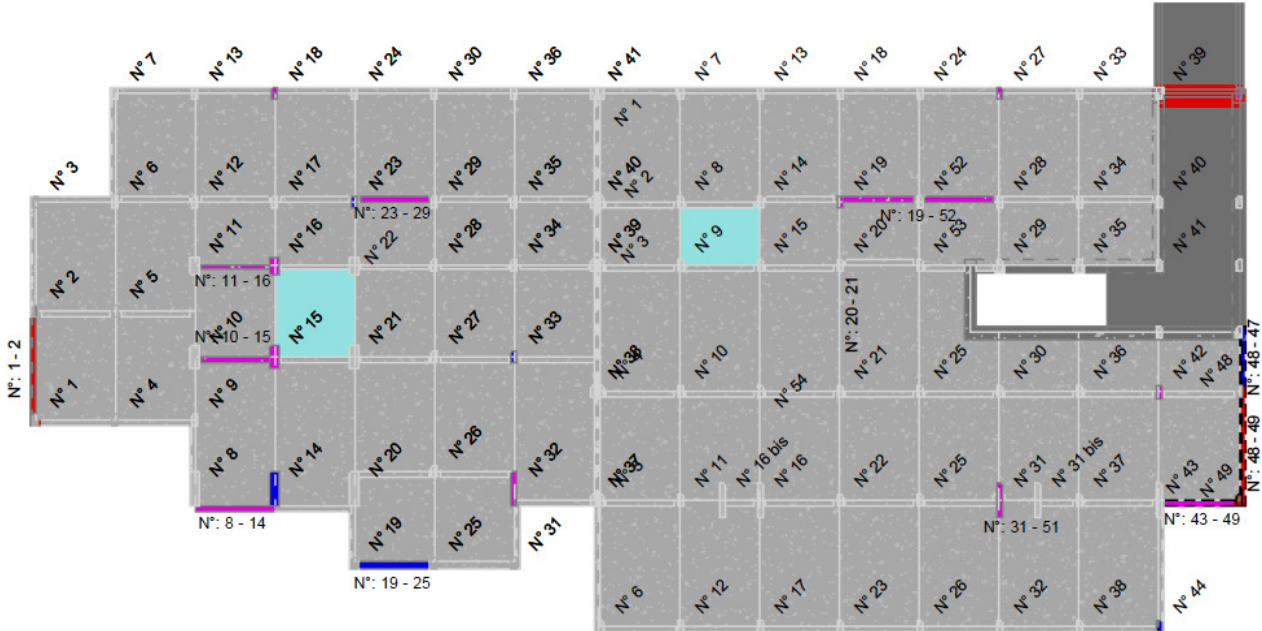 N° 7
N° 13
N° 18
N° 24
N° 30
N° 36
N° 41
N° 7
N° 13
N° 18
N° 24
N° 27
N° 33
N° 39
N° 1
N° 3
N° 6
N° 12
N° 17
N° 23
N° 29
N° 35
N° 40
N° 2
N° 8
N° 14
N° 19
N° 52
N° 28
N° 34
N° 40
N°: 23 - 29
N°: 19 - 52
N° 11
N° 16
N° 22
N° 28
N° 34
N° 39
N° 3
N° 9
N° 15
N° 20
N° 53
N° 29
N° 35
N° 41
N° 2
N° 5
N°: 11 - 16
N° 10
N°: 10 - 15
N° 15
N° 21
N° 27
N° 33
N°: 20 - 21
N°: 1 - 2
N° 1
N° 4
N° 9
N° 38
N° 10
N° 54
N° 21
N° 25
N° 30
N° 36
N° 42
N° 48
N°: 48 - 47
N° 8
N° 14
N° 20
N° 26
N° 32
N° 37
N° 11
N° 16 bis
N° 16
N° 22
N° 25
N° 31
N° 31 bis
N° 37
N° 43
N° 49
N°: 48 - 49
N°: 8 - 14
N° 19
N° 25
N° 31
N°: 31 - 51
N°: 43 - 49
N°: 19 - 25
N° 6
N° 12
N° 17
N° 23
N° 26
N° 32
N° 38
N° 44